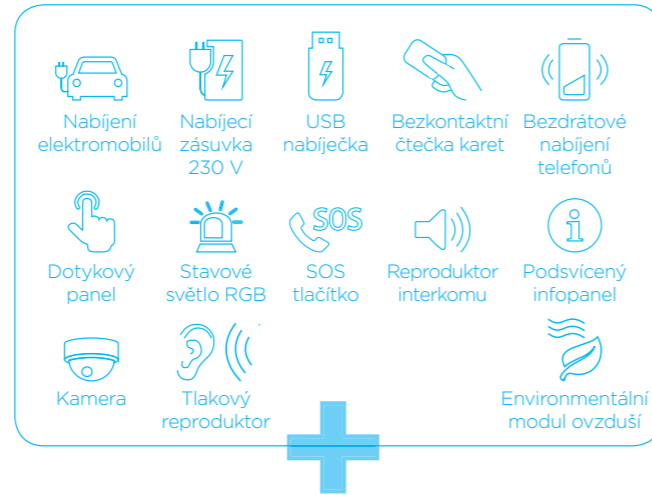 Nabíjení
elektromobilů
Nabíjecí
zásuvka
230 V
USB
nabíječka
Bezkontaktní
čtečka karet
Bezdrátové
nabíjení
telefonů
SOS
Dotykový
panel
Stavové
světlo RGB
SOS
tlačítko
Reproduktor
interkomu
Podsvícený
infopanel
Kamera
Tlakový
reproduktor
Environmentální
modul ovzduší